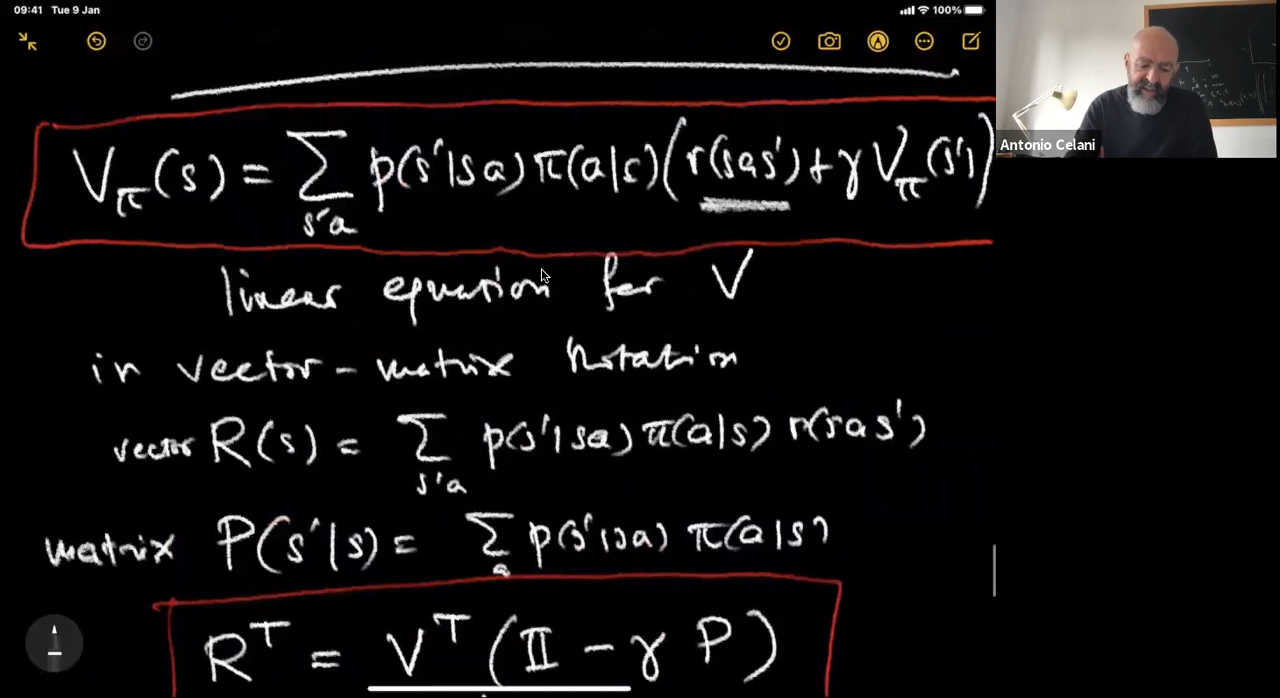 09:41 Tue 9 Jan
100%
Antonio Celani
V_π(s) = Σ_{s'a} p(s'|sa) π(a|s) (r(sas') + γ V_π(s'))
linear equation for V
in vector-matrix notation
vector R(s) = Σ_{s'a} p(s'|sa) π(a|s) r(sas')
matrix P(s'|s) = Σ_a p(s'|sa) π(a|s)
R^T = V^T (𝕀 - γ P)